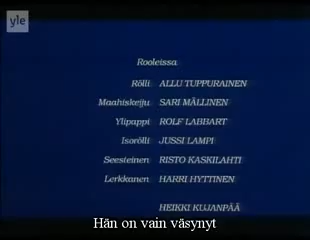 yle
Rooleissa
Rölli ALLU TUPPURAINEN
Maahiskeiju SARI MÄLLINEN
Ylipappi ROLF LABBART
Isorölli JUSSI LAMPI
Seesteinen RISTO KASKILAHTI
Lerkkanen HARRI HYTTINEN
HEIKKI KUJANPÄÄ
Hän on vain väsynyt